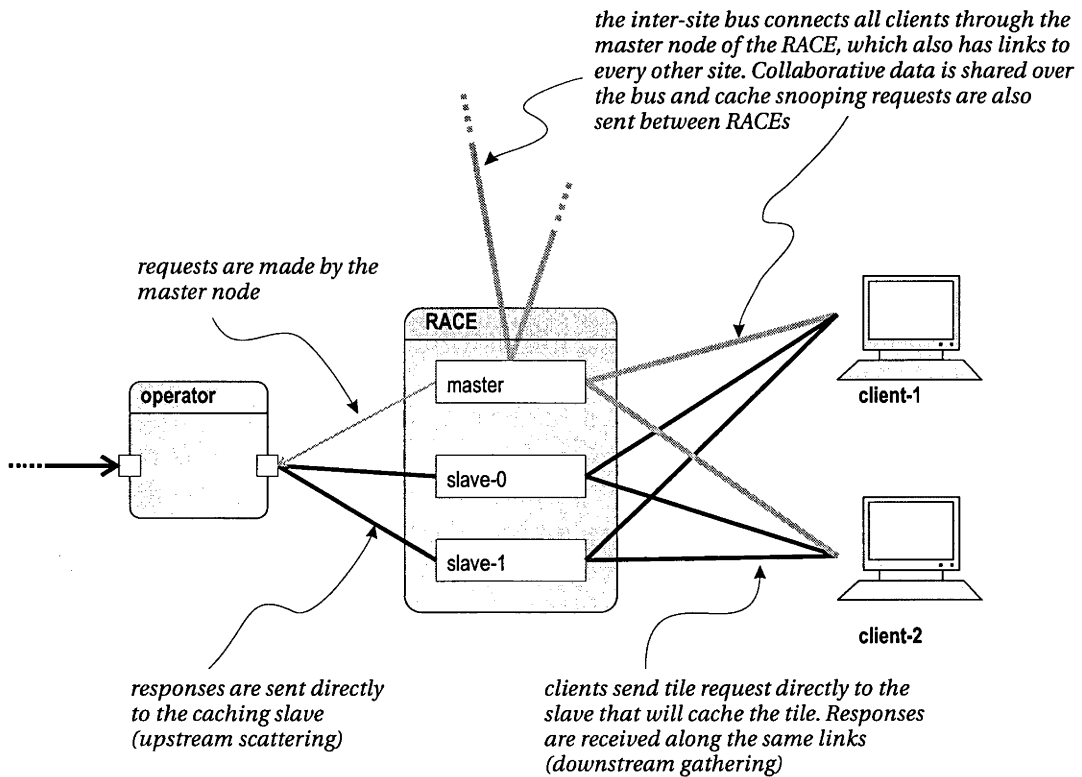 the inter-site bus connects all clients through the
master node of the RACE, which also has links to
every other site. Collaborative data is shared over
the bus and cache snooping requests are also
sent between RACEs
requests are made by the
master node
RACE
master
operator
client-1
slave-0
slave-1
client-2
responses are sent directly
to the caching slave
(upstream scattering)
clients send tile request directly to the
slave that will cache the tile. Responses
are received along the same links
(downstream gathering)